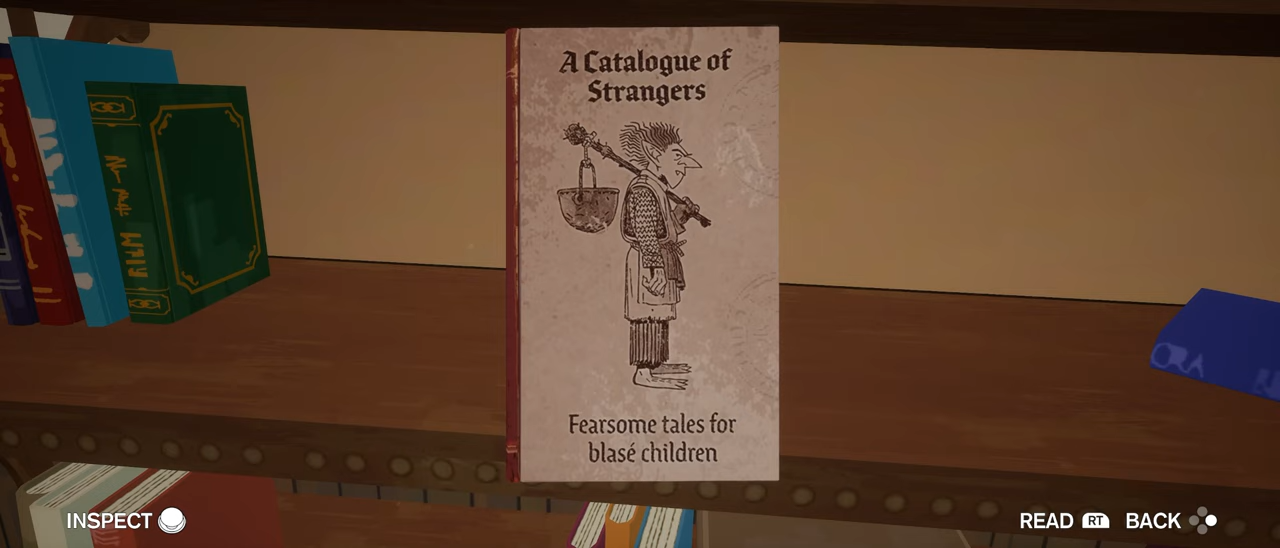 A Catalogue of
Strangers
Fearsome tales for
blasé children
INSPECT
READ RT BACK